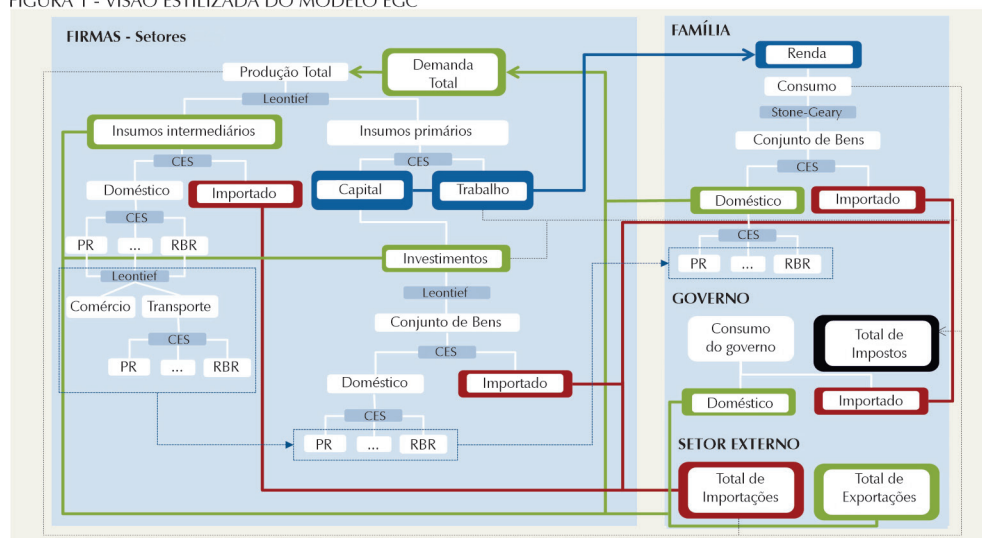 FIGURA 1 - VISÃO ESTILIZADA DO MODELO EGC
FIRMAS - Setores
Produção Total
Demanda
Total
Leontief
Insumos intermediários
Insumos primários
CES
CES
Doméstico
Importado
Capital
Trabalho
CES
PR
...
RBR
Leontief
Comércio
Transporte
CES
PR
...
RBR
Investimentos
Leontief
Conjunto de Bens
CES
Doméstico
Importado
CES
PR
...
RBR
FAMÍLIA
Renda
Consumo
Stone-Geary
Conjunto de Bens
CES
Doméstico
Importado
CES
PR
...
RBR
GOVERNO
Consumo
do governo
Total de
Impostos
Doméstico
Importado
SETOR EXTERNO
Total de
Importações
Total de
Exportações